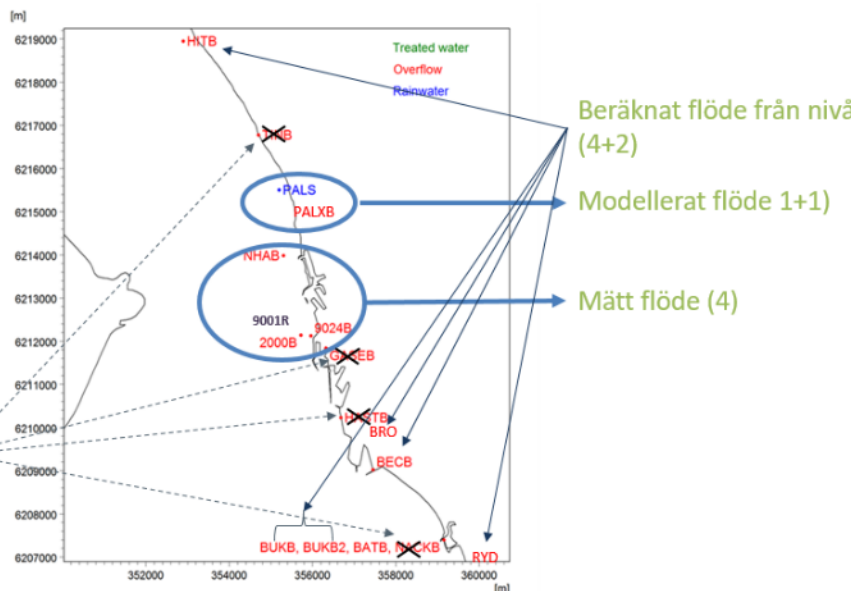 [m]
6219000
HITB
Treated water
Overflow
Rainwater
6218000
Beräknat flöde från nivå
(4+2)
6217000
6216000
PALS
Modellerat flöde 1+1)
6215000
PALXB
6214000
NHAB
6213000
Mätt flöde (4)
9001R
9024B
6212000
2000B
6211000
6210000
BRO
6209000
BECB
6208000
BUKB, BUKB2, BATB, NACKB
6207000
RYD
352000
354000
356000
358000
360000
[m]